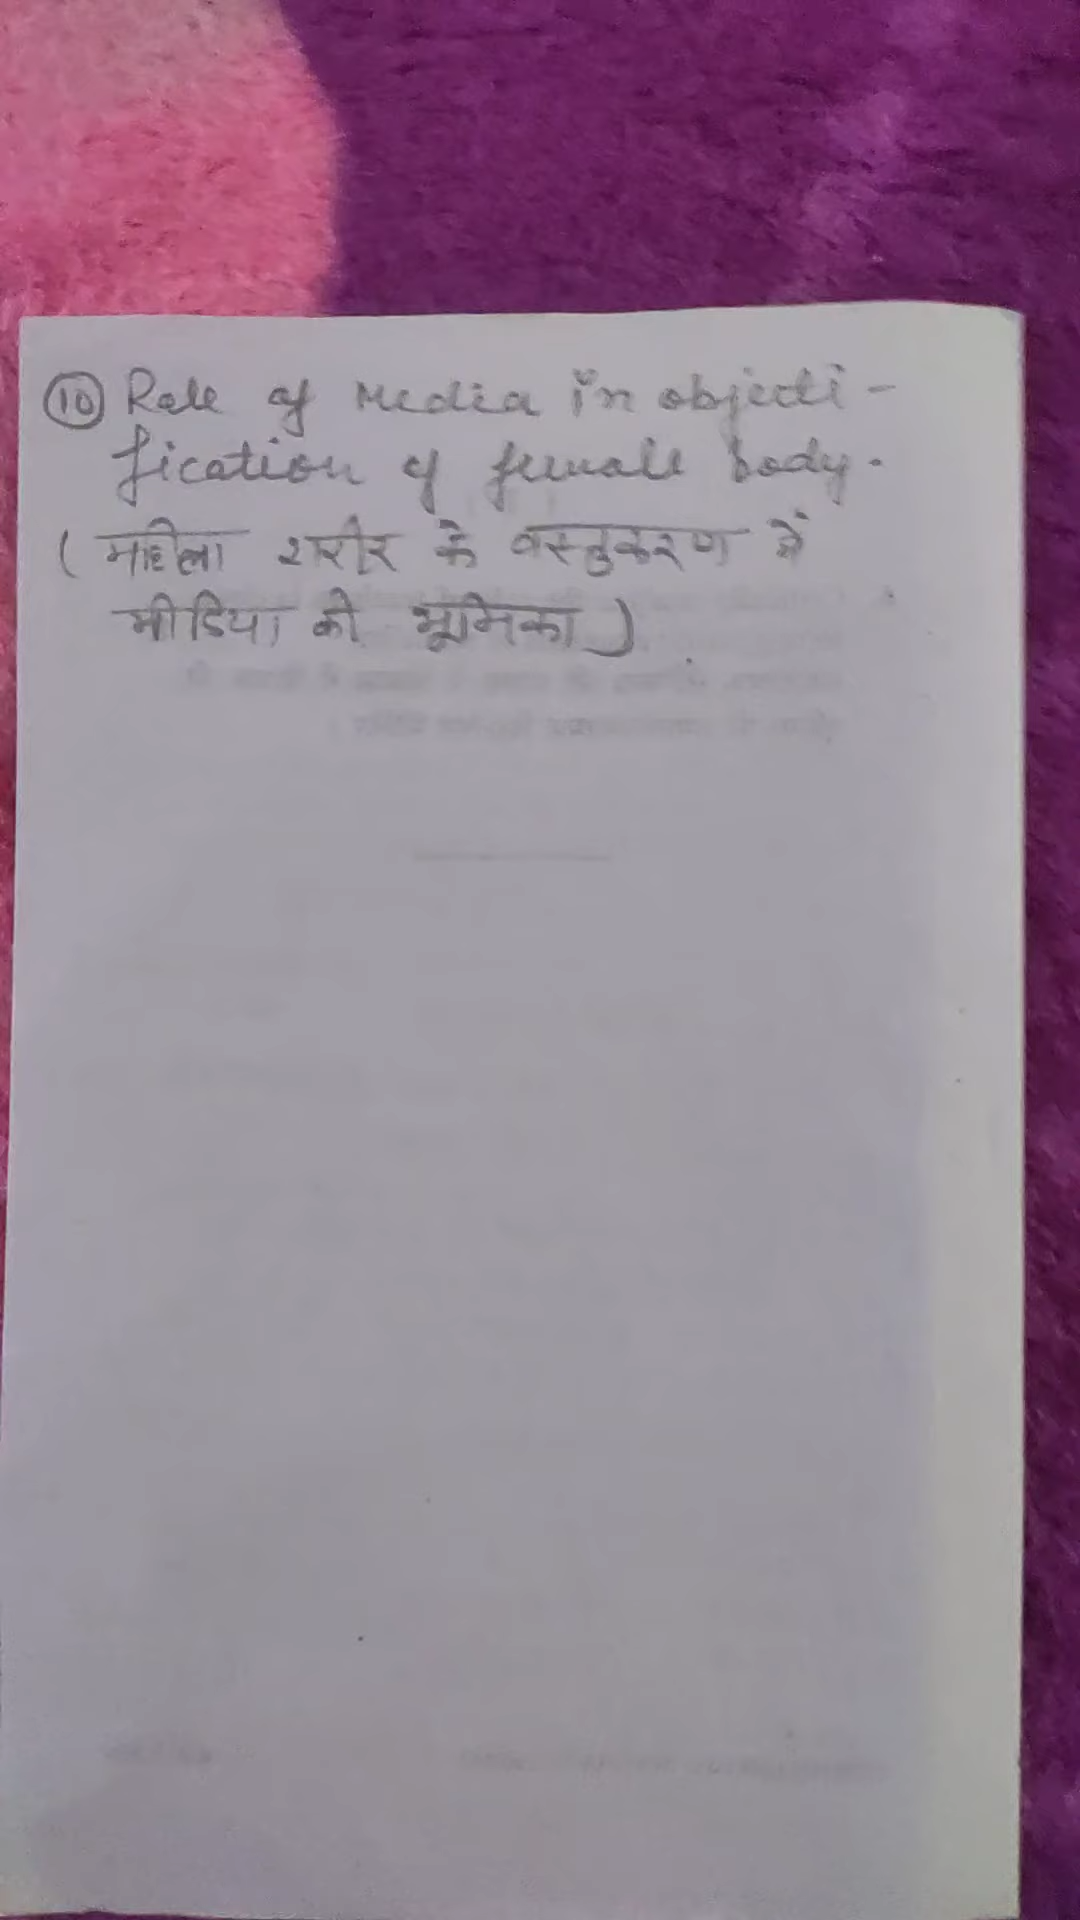 ⑩ Role of Media in objecti-
fication of female body.
(महिला शरीर के वस्तुकरण में
मीडिया की भूमिका)